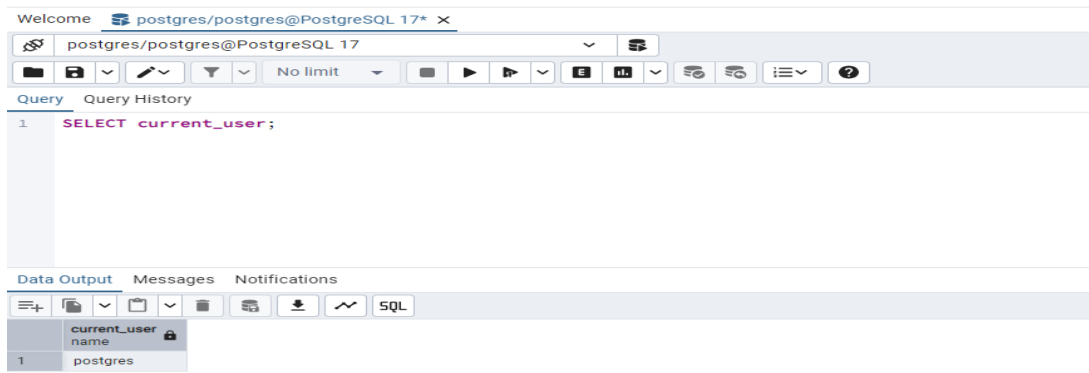 Welcome postgres/postgres@PostgreSQL 17*
postgres/postgres@PostgreSQL 17
No limit E
Query Query History
1 SELECT current_user;
Data Output Messages Notifications
SQL
current_user
name
1 postgres